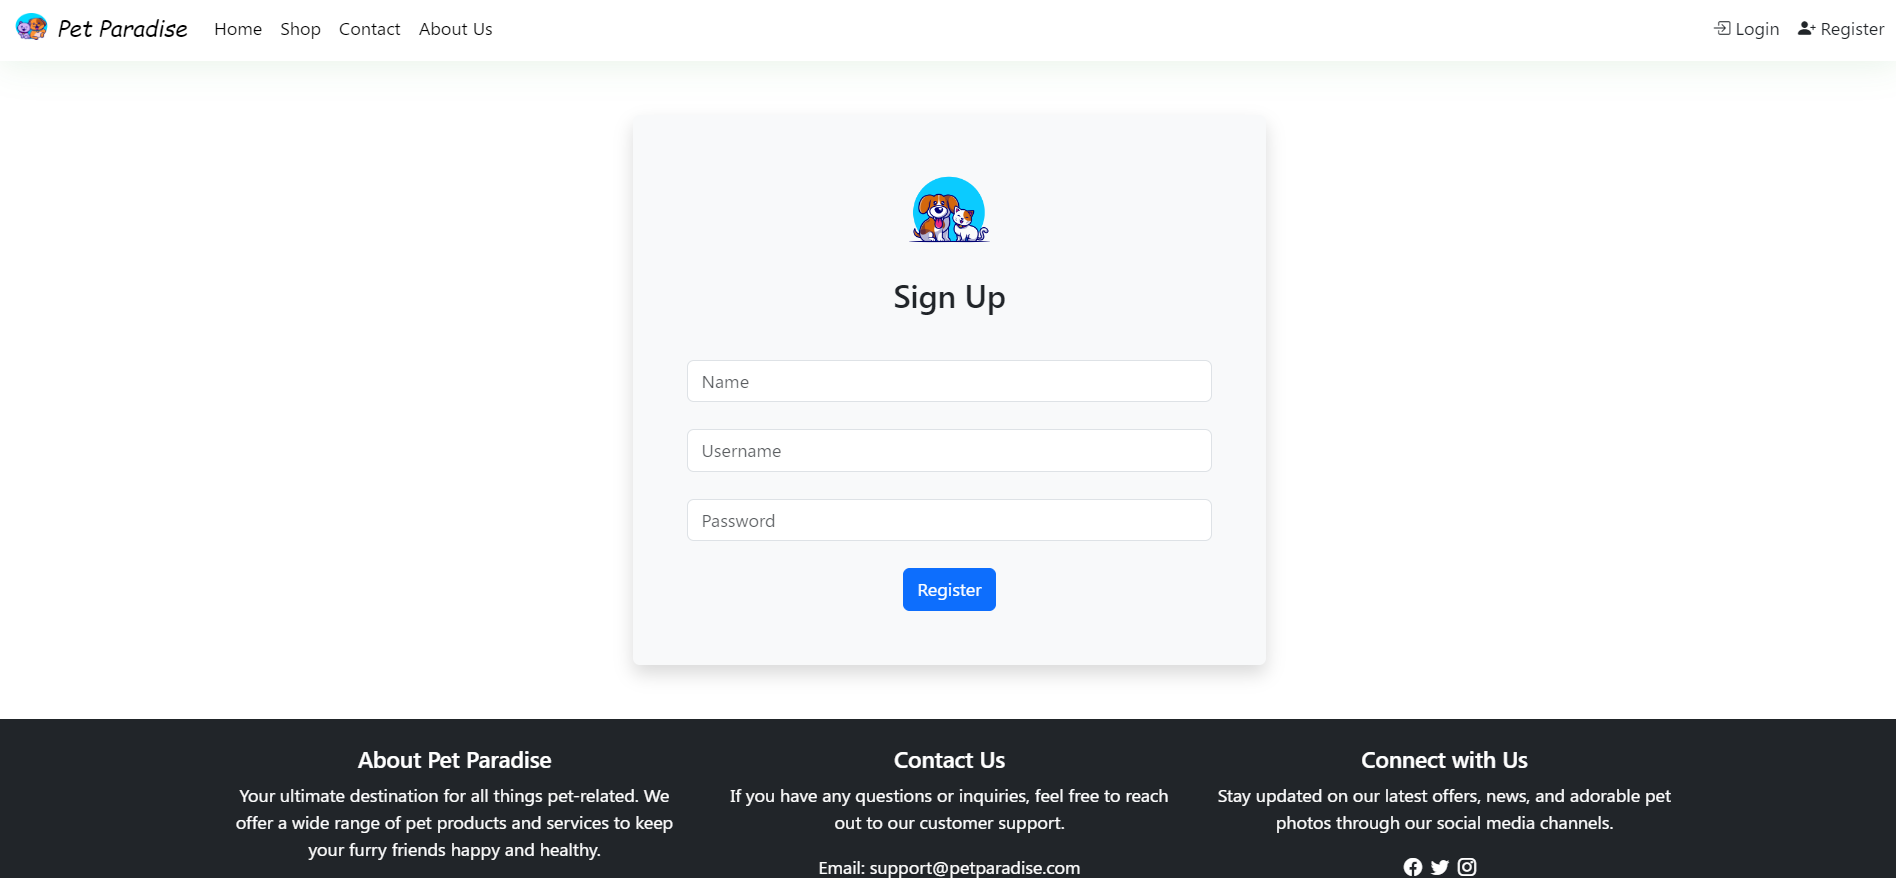 Pet Paradise Home Shop Contact About Us Login Register
Sign Up
Name
Username
Password
Register
About Pet Paradise
Your ultimate destination for all things pet-related. We
offer a wide range of pet products and services to keep
your furry friends happy and healthy.
Contact Us
If you have any questions or inquiries, feel free to reach
out to our customer support.
Email: support@petparadise.com
Connect with Us
Stay updated on our latest offers, news, and adorable pet
photos through our social media channels.